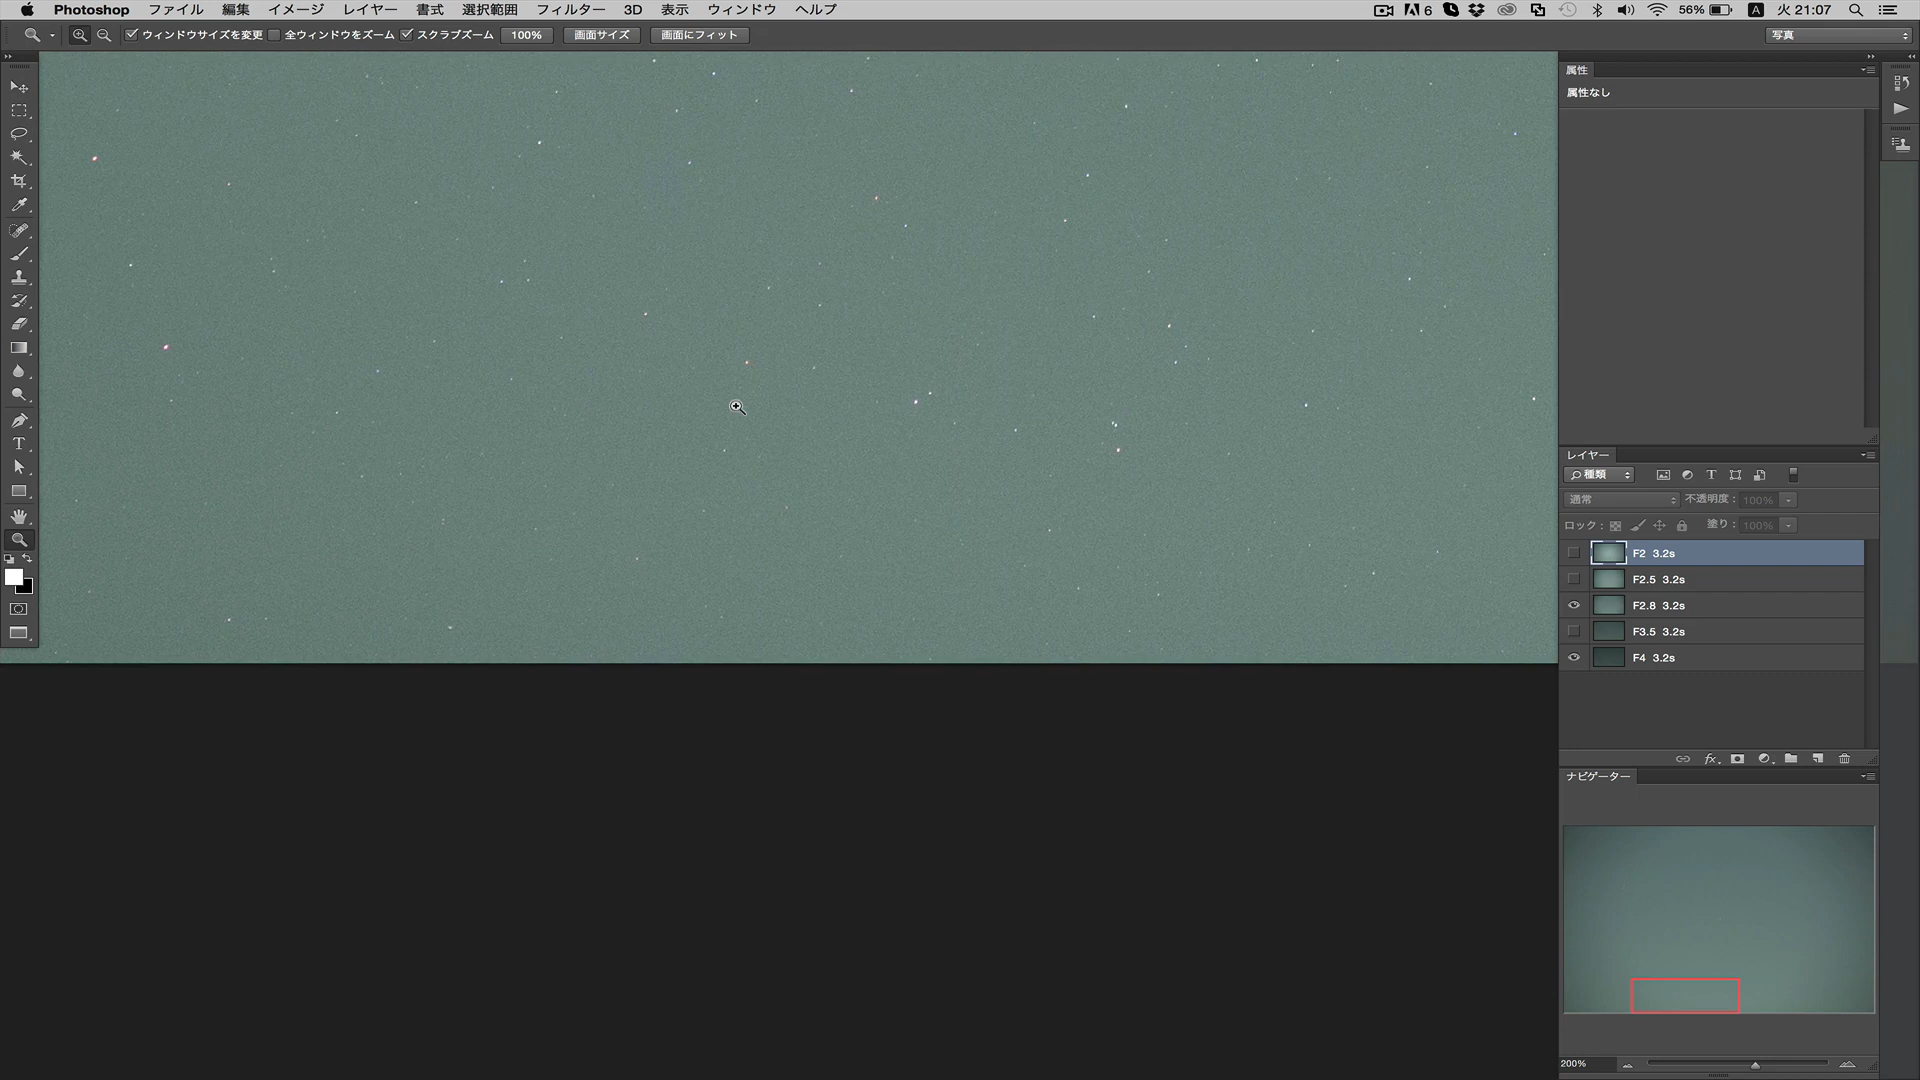 Photoshop ファイル 編集 イメージ レイヤー 書式 選択範囲 フィルター 3D 表示 ウィンドウ ヘルプ 6 56% A 火 21:07
ウィンドウサイズを変更 全ウィンドウをズーム スクラブズーム 100% 画面サイズ 画面にフィット 写真
属性
属性なし
レイヤー
種類
通常 不透明度: 100%
ロック: 塗り: 100%
F2 3.2s
F2.5 3.2s
F2.8 3.2s
F3.5 3.2s
F4 3.2s
fx
ナビゲーター
200%